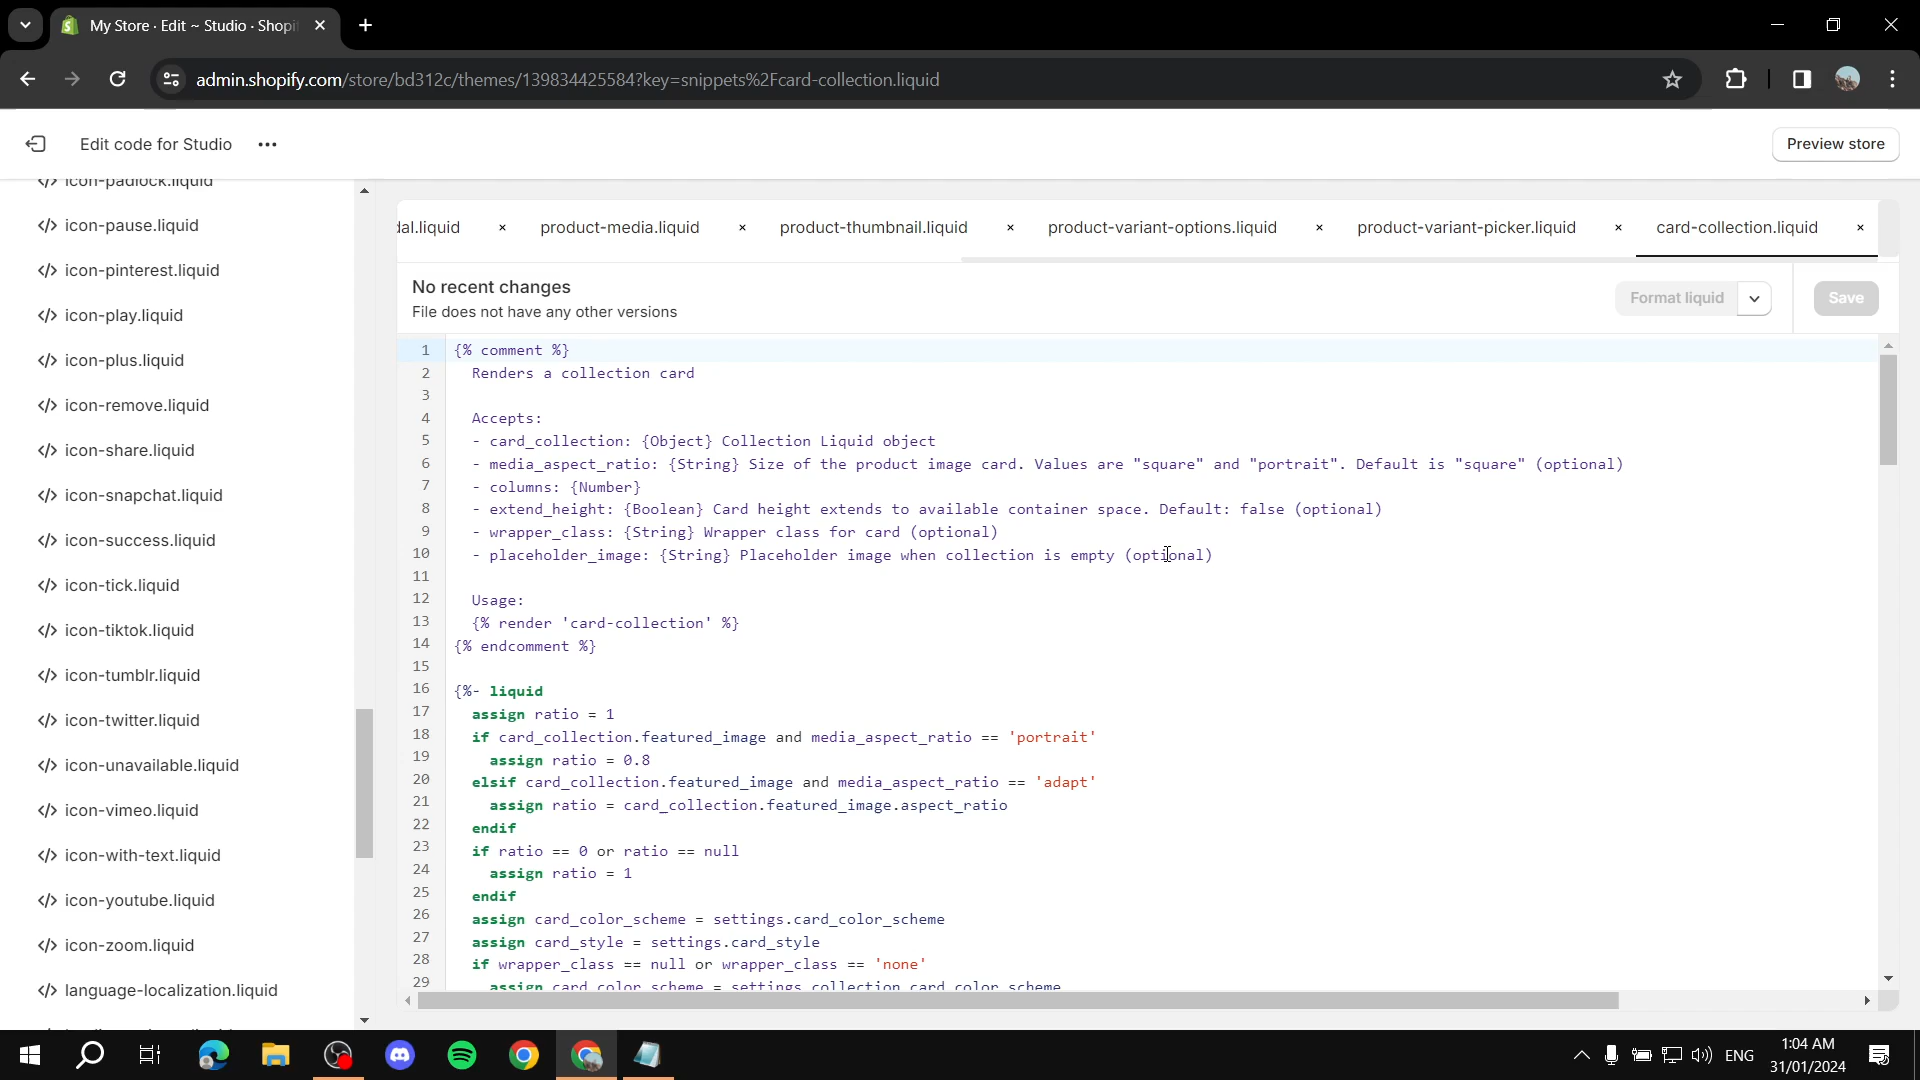 My Store · Edit ~ Studio · Shopi
admin.shopify.com/store/bd312c/themes/139834425584?key=snippets%2Fcard-collection.liquid
Edit code for Studio
Preview store
icon-padlock.liquid
icon-pause.liquid
icon-pinterest.liquid
icon-play.liquid
icon-plus.liquid
icon-remove.liquid
icon-share.liquid
icon-snapchat.liquid
icon-success.liquid
icon-tick.liquid
icon-tiktok.liquid
icon-tumblr.liquid
icon-twitter.liquid
icon-unavailable.liquid
icon-vimeo.liquid
icon-with-text.liquid
icon-youtube.liquid
icon-zoom.liquid
language-localization.liquid
dal.liquid × product-media.liquid × product-thumbnail.liquid × product-variant-options.liquid × product-variant-picker.liquid × card-collection.liquid ×
No recent changes
File does not have any other versions
Format liquid
Save
1 {% comment %}
2 Renders a collection card
3
4 Accepts:
5 - card_collection: {Object} Collection Liquid object
6 - media_aspect_ratio: {String} Size of the product image card. Values are "square" and "portrait". Default is "square" (optional)
7 - columns: {Number}
8 - extend_height: {Boolean} Card height extends to available container space. Default: false (optional)
9 - wrapper_class: {String} Wrapper class for card (optional)
10 - placeholder_image: {String} Placeholder image when collection is empty (optional)
11
12 Usage:
13 {% render 'card-collection' %}
14 {% endcomment %}
15
16 {%- liquid
17 assign ratio = 1
18 if card_collection.featured_image and media_aspect_ratio == 'portrait'
19 assign ratio = 0.8
20 elsif card_collection.featured_image and media_aspect_ratio == 'adapt'
21 assign ratio = card_collection.featured_image.aspect_ratio
22 endif
23 if ratio == 0 or ratio == null
24 assign ratio = 1
25 endif
26 assign card_color_scheme = settings.card_color_scheme
27 assign card_style = settings.card_style
28 if wrapper_class == null or wrapper_class == 'none'
29 assign card_color_scheme = settings.collection_card_color_scheme
ENG
1:04 AM
31/01/2024